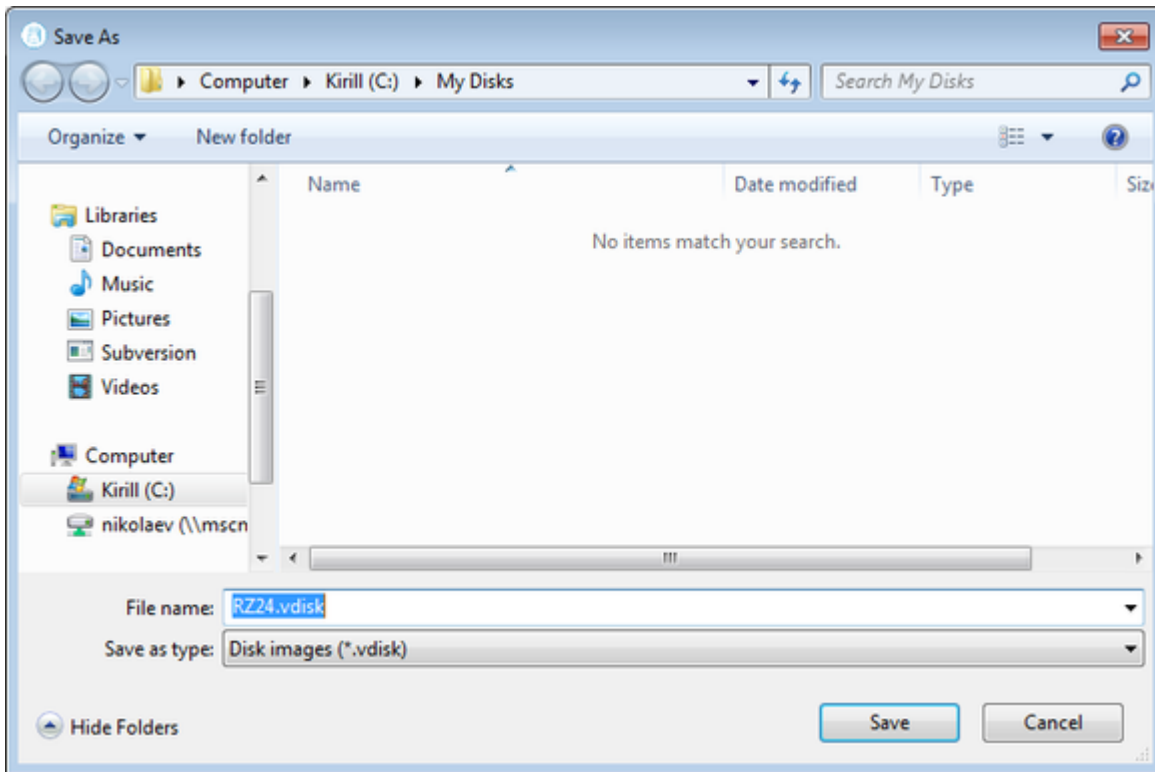 Save As
Computer Kirill (C:) My Disks Search My Disks
Organize New folder
Name Date modified Type Siz
No items match your search.
Libraries
Documents
Music
Pictures
Subversion
Videos
Computer
Kirill (C:)
nikolaev (\\mscn
File name: RZ24.vdisk
Save as type: Disk images (*.vdisk)
Hide Folders Save Cancel